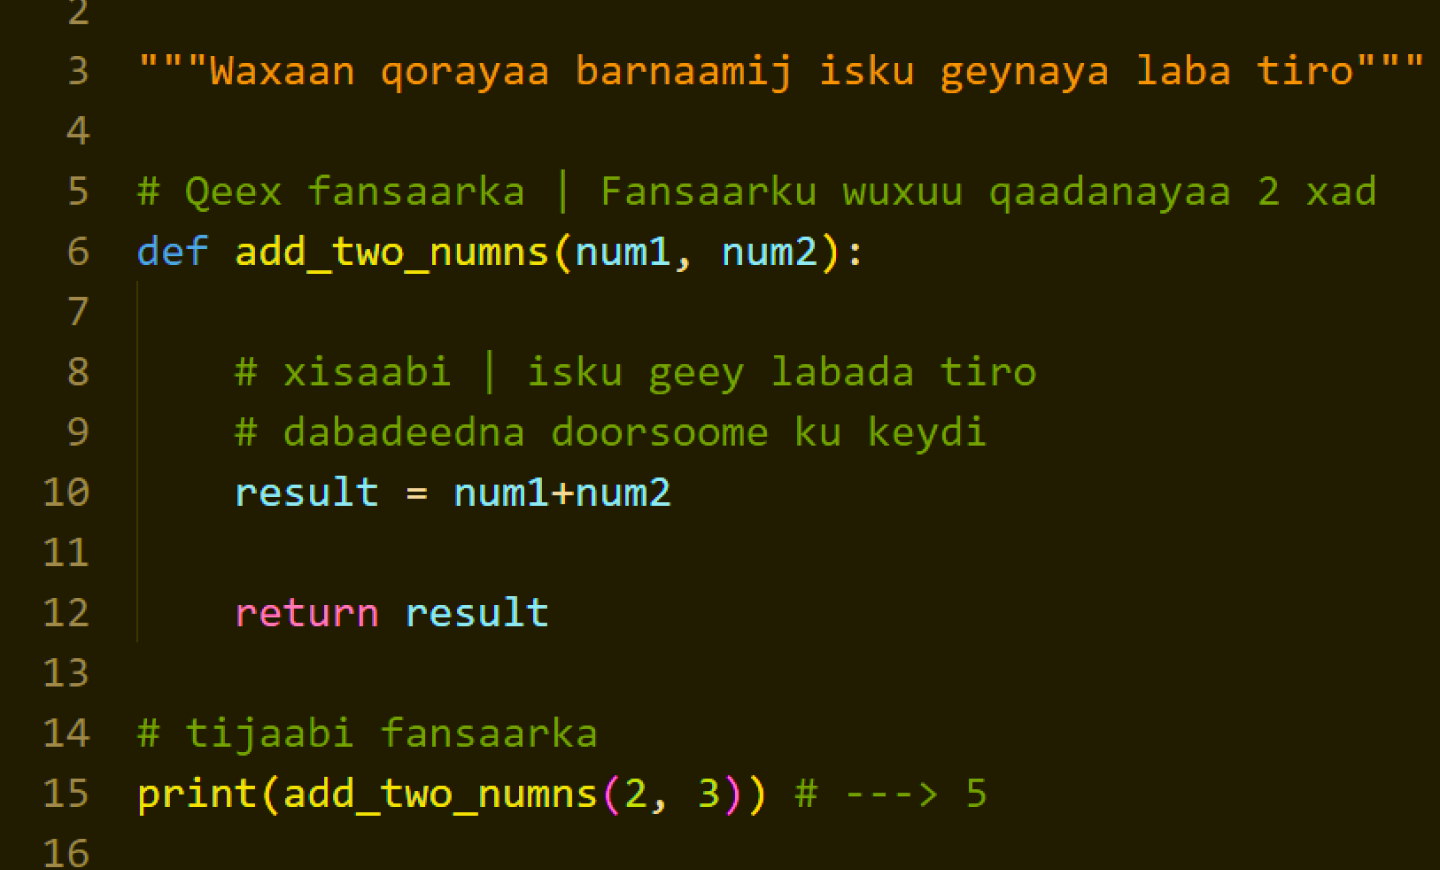 2
3 """Waxaan qorayaa barnaamij isku geynaya laba tiro"""
4
5 # Qeex fansaarka | Fansaarku wuxuu qaadanayaa 2 xad
6 def add_two_numns(num1, num2):
7
8 # xisaabi | isku geey labada tiro
9 # dabadeedna doorsoome ku keydi
10 result = num1+num2
11
12 return result
13
14 # tijaabi fansaarka
15 print(add_two_numns(2, 3)) # ---> 5
16